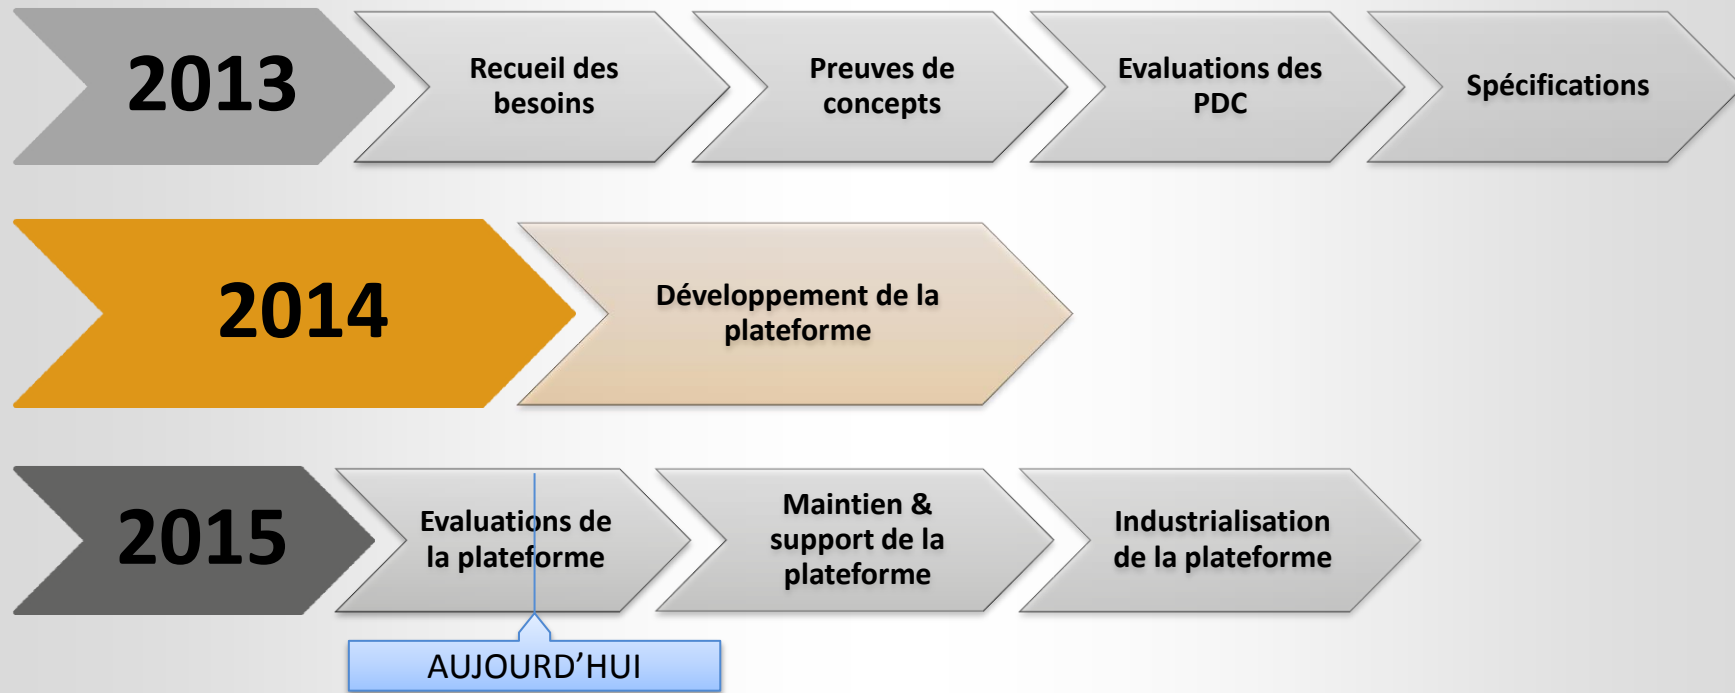 2013
Recueil des
besoins
Preuves de
concepts
Evaluations des
PDC
Spécifications
2014
Développement de la
plateforme
2015
Evaluations de
la plateforme
Maintien &
support de la
plateforme
Industrialisation
de la plateforme
AUJOURD’HUI